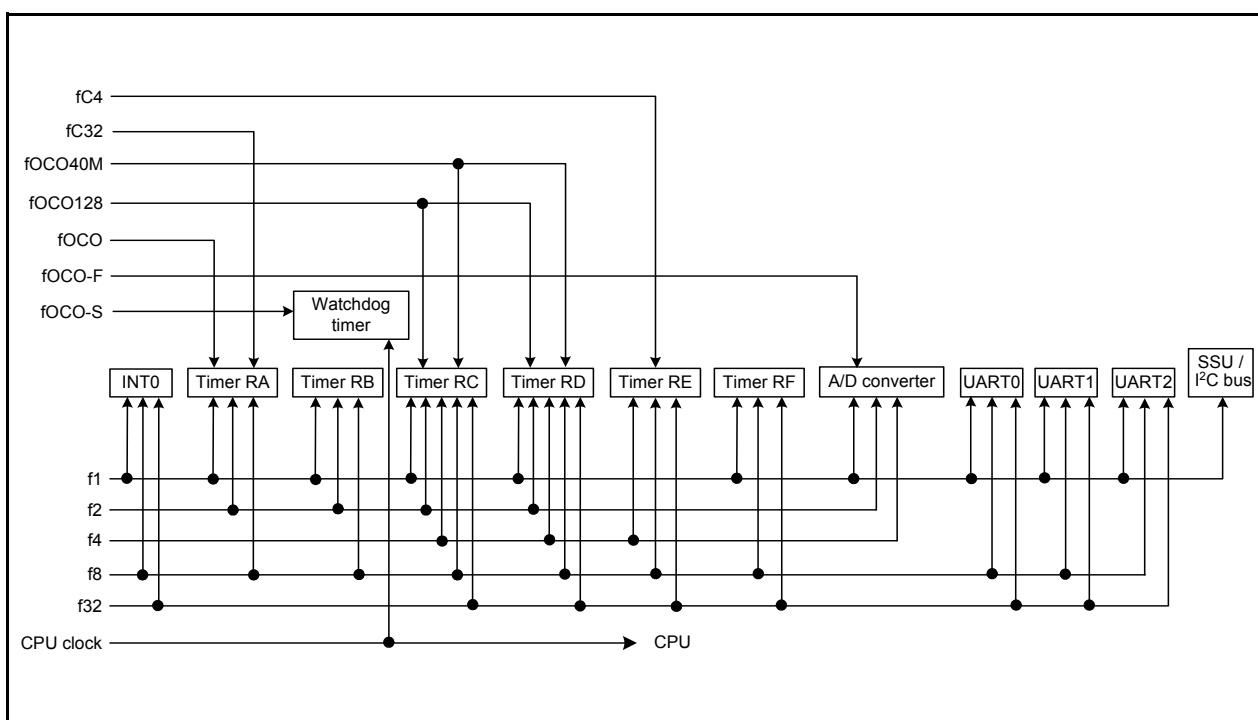 fC4
fC32
fOCO40M
fOCO128
fOCO
fOCO-F
fOCO-S
Watchdog
timer
INT0
Timer RA
Timer RB
Timer RC
Timer RD
Timer RE
Timer RF
A/D converter
UART0
UART1
UART2
SSU /
I²C bus
f1
f2
f4
f8
f32
CPU clock
CPU